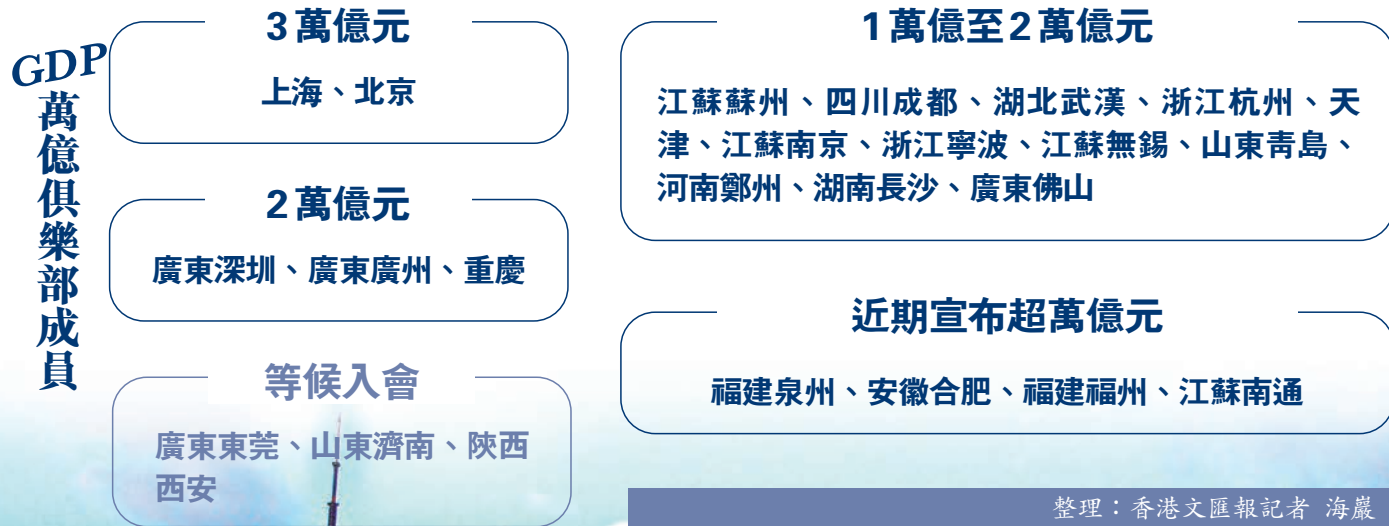 GDP萬億俱樂部成員
3萬億元
上海、北京
2萬億元
廣東深圳、廣東廣州、重慶
等候入會
廣東東莞、山東濟南、陝西
西安
1萬億至2萬億元
江蘇蘇州、四川成都、湖北武漢、浙江杭州、天
津、江蘇南京、浙江寧波、江蘇無錫、山東青島、
河南鄭州、湖南長沙、廣東佛山
近期宣布超萬億元
福建泉州、安徽合肥、福建福州、江蘇南通
整理：香港文匯報記者 海巖